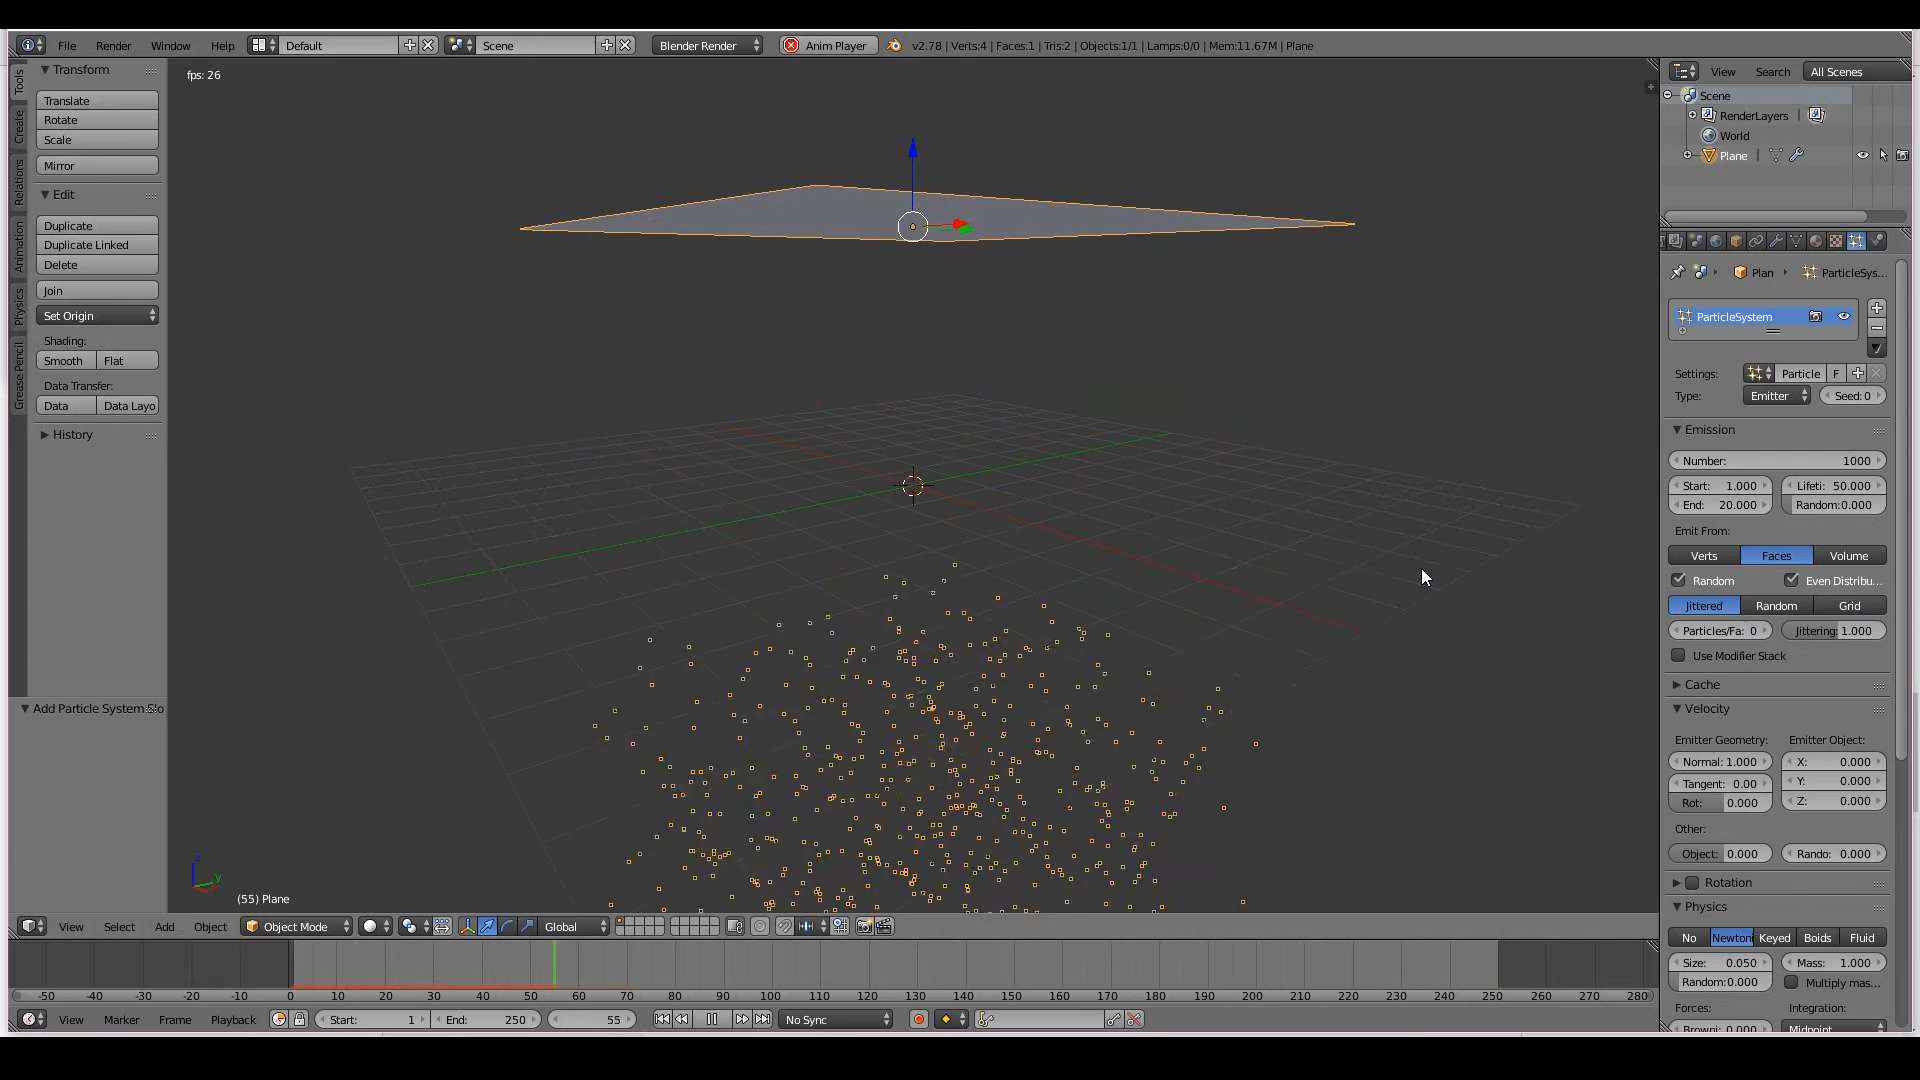 File Render Window Help Default Scene Blender Render Anim Player v2.78 | Verts:4 | Faces:1 | Tris:2 | Objects:1/1 | Lamps:0/0 | Mem:11.67M | Plane
Tools
Create
Relations
Animation
Physics
Grease Pencil
Transform
Translate
Rotate
Scale
Mirror
Edit
Duplicate
Duplicate Linked
Delete
Join
Set Origin
Shading:
Smooth Flat
Data Transfer:
Data Data Layo
History
Add Particle System Slo
fps: 26
z
y
(55) Plane
View Search All Scenes
Scene
RenderLayers |
World
Plane |
Plan ParticleSys...
ParticleSystem
Settings: Particle F
Type: Emitter Seed: 0
Emission
Number: 1000
Start: 1.000 Lifeti: 50.000
End: 20.000 Random:0.000
Emit From:
Verts Faces Volume
Random Even Distribu...
Jittered Random Grid
Particles/Fa: 0 Jittering: 1.000
Use Modifier Stack
Cache
Velocity
Emitter Geometry: Emitter Object:
Normal: 1.000 X: 0.000
Tangent: 0.00 Y: 0.000
Rot: 0.000 Z: 0.000
Other:
Object: 0.000 Rando: 0.000
Rotation
Physics
No Newtoni Keyed Boids Fluid
Size: 0.050 Mass: 1.000
Random:0.000 Multiply mas...
Forces: Integration:
Browni: 0.000 Midpoint
View Select Add Object Object Mode Global
-50 -40 -30 -20 -10 0 10 20 30 40 50 60 70 80 90 100 110 120 130 140 150 160 170 180 190 200 210 220 230 240 250 260 270 280
View Marker Frame Playback Start: 1 End: 250 55 No Sync